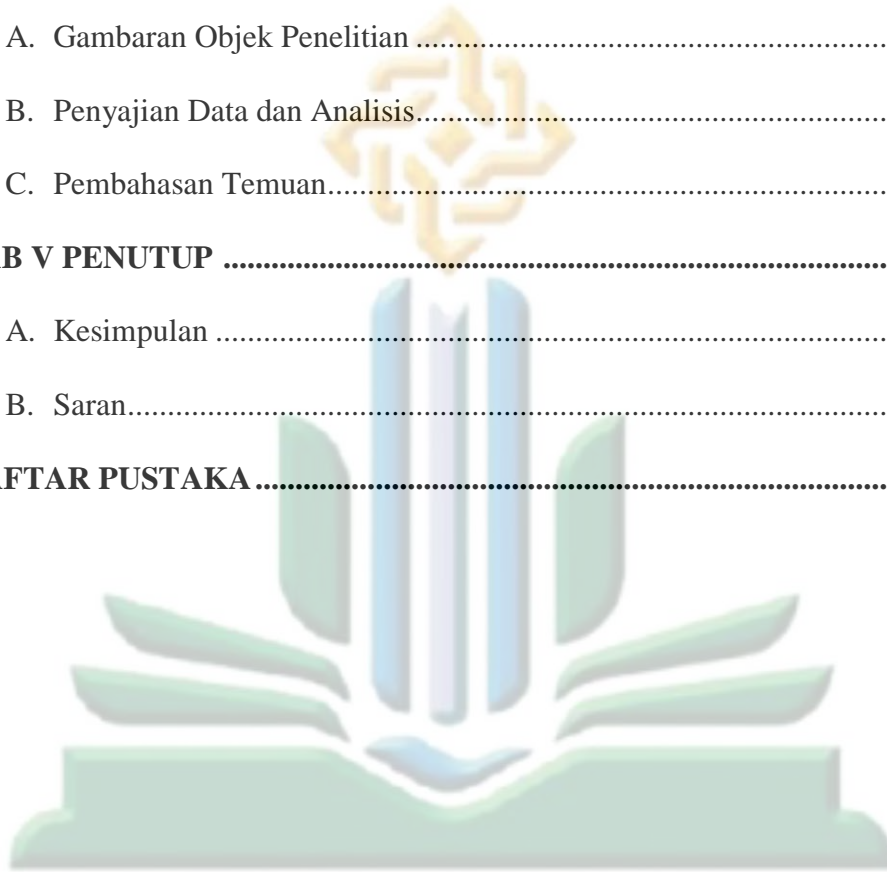 A. Gambaran Objek Penelitian ....................................................................
B. Penyajian Data dan Analisis....................................................................
C. Pembahasan Temuan....................................................................
B V PENUTUP ....................................................................
A. Kesimpulan ....................................................................
B. Saran....................................................................
FTAR PUSTAKA....................................................................